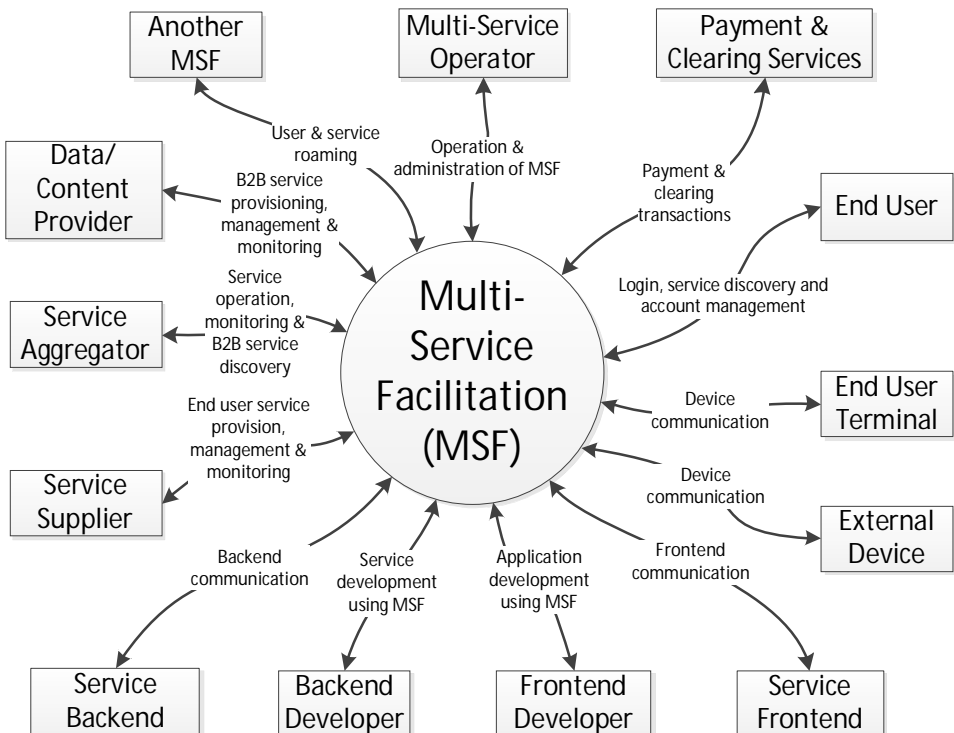 Another
MSF
Multi-Service
Operator
Payment &
Clearing Services
User & service
roaming
Operation &
administration of MSF
Payment &
clearing
transactions
Data/
Content
Provider
B2B service
provisioning,
management &
monitoring
End User
Login, service discovery and
account management
Service
Aggregator
Service
operation,
monitoring &
B2B service
discovery
Multi-
Service
Facilitation
(MSF)
End User
Terminal
Device
communication
Service
Supplier
End user service
provision,
management &
monitoring
Device
communication
External
Device
Backend
communication
Service
development
using MSF
Application
development
using MSF
Frontend
communication
Service
Backend
Backend
Developer
Frontend
Developer
Service
Frontend